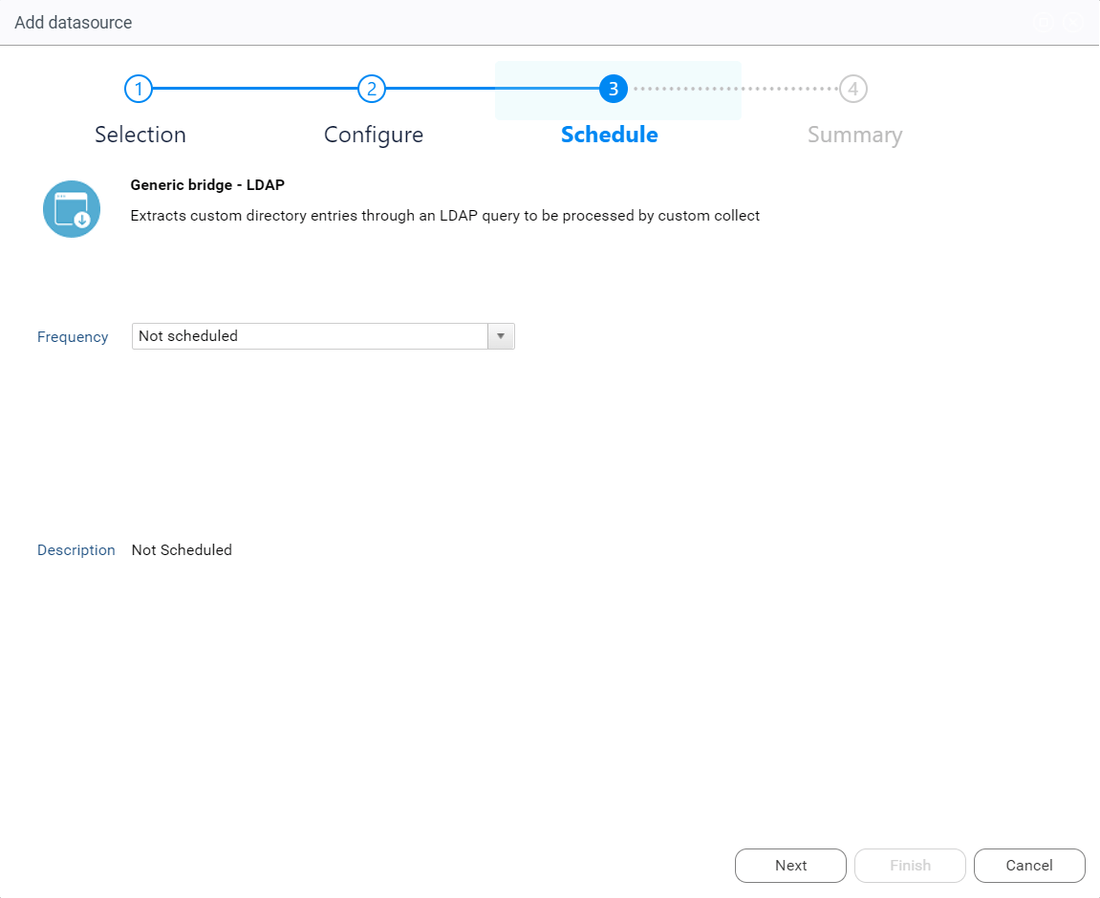 Add datasource
1 2 3 4
Selection Configure Schedule Summary
Generic bridge - LDAP
Extracts custom directory entries through an LDAP query to be processed by custom collect
Frequency Not scheduled
Description Not Scheduled
Next Finish Cancel